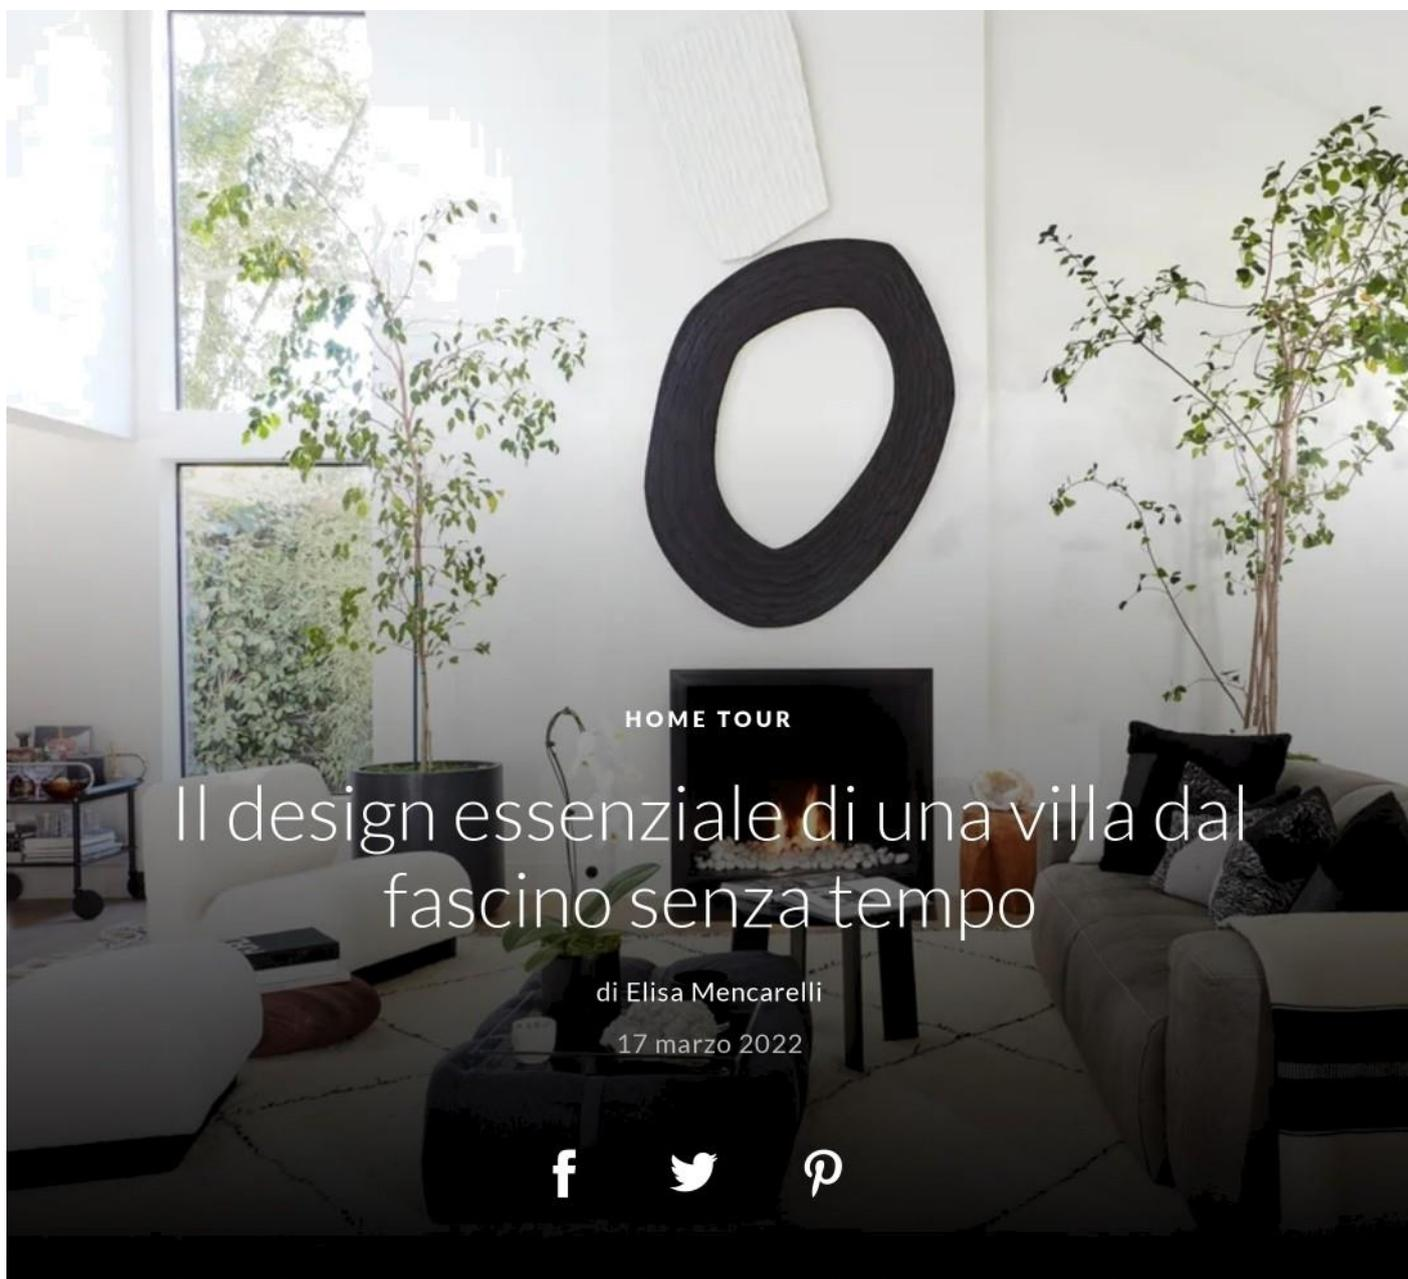 HOME TOUR
Il design essenziale di una villa dal
fascino senza tempo
di Elisa Mencarelli
17 marzo 2022